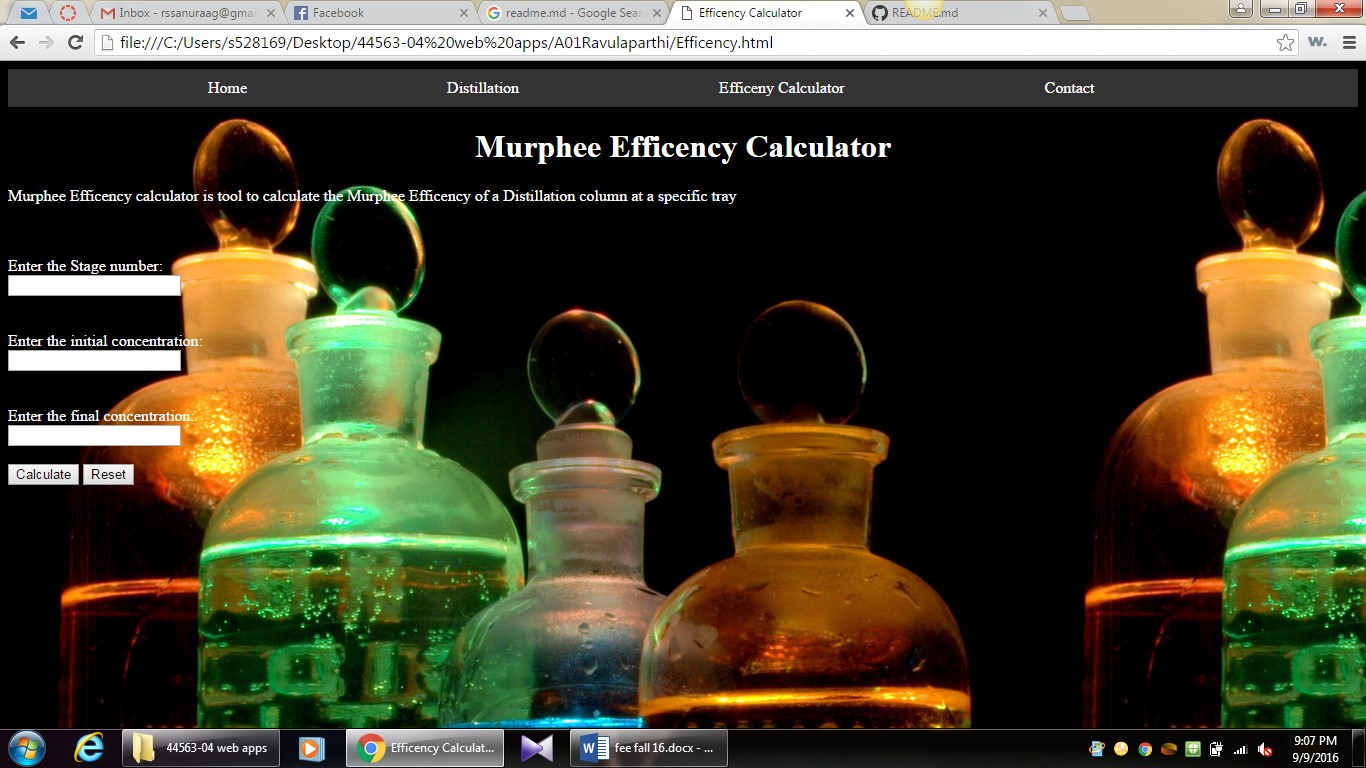 Inbox - rssanuraag@gmai
Facebook
readme.md - Google Sear
Efficency Calculator
README.md
file:///C:/Users/s528169/Desktop/44563-04%20web%20apps/A01Ravulaparthi/Efficency.html
W.
Home
Distillation
Efficeny Calculator
Contact
Murphee Efficency Calculator
Murphee Efficency calculator is tool to calculate the Murphee Efficency of a Distillation column at a specific tray
Enter the Stage number:
Enter the initial concentration:
Enter the final concentration:
Calculate Reset
44563-04 web apps
Efficency Calculat...
fee fall 16.docx - ...
9:07 PM
9/9/2016